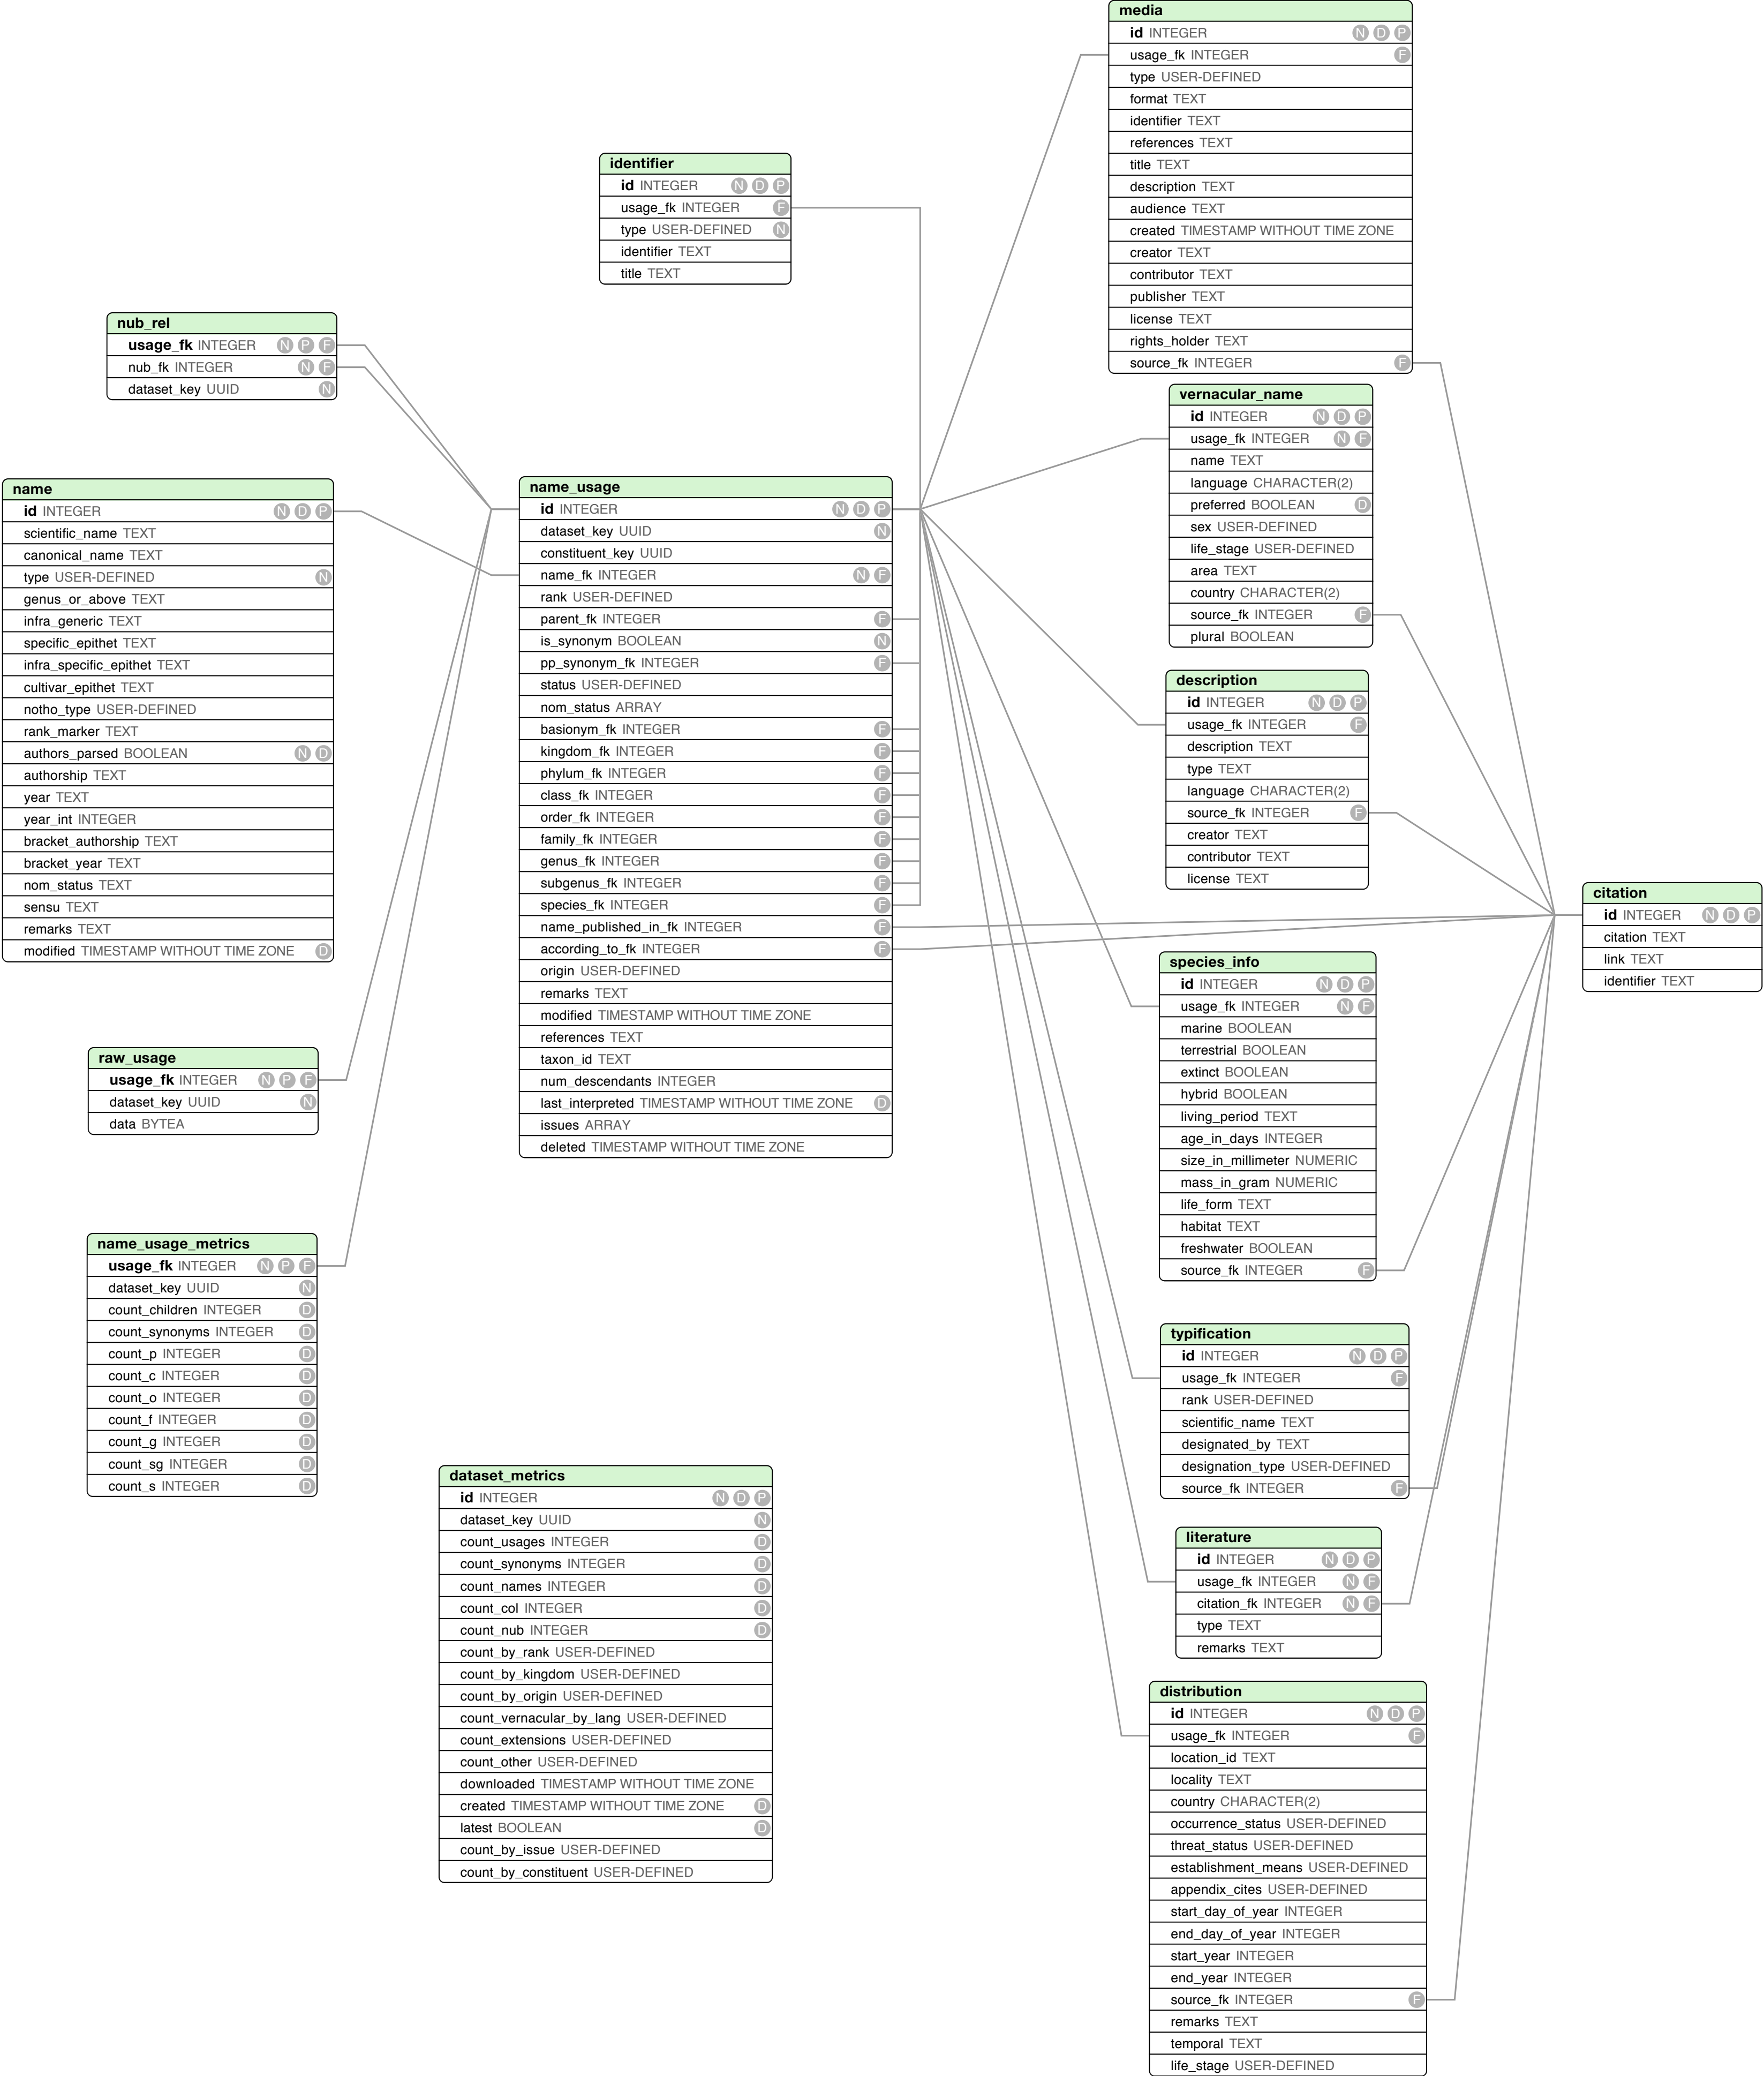 media
id INTEGER N D P
usage_fk INTEGER F
type USER-DEFINED
format TEXT
identifier TEXT
references TEXT
title TEXT
description TEXT
audience TEXT
created TIMESTAMP WITHOUT TIME ZONE
creator TEXT
contributor TEXT
publisher TEXT
license TEXT
rights_holder TEXT
source_fk INTEGER F
identifier
id INTEGER N D P
usage_fk INTEGER F
type USER-DEFINED N
identifier TEXT
title TEXT
nub_rel
usage_fk INTEGER N P F
nub_fk INTEGER N F
dataset_key UUID N
vernacular_name
id INTEGER N D P
usage_fk INTEGER N F
name TEXT
language CHARACTER(2)
preferred BOOLEAN D
sex USER-DEFINED
life_stage USER-DEFINED
area TEXT
country CHARACTER(2)
source_fk INTEGER F
plural BOOLEAN
name
id INTEGER N D P
scientific_name TEXT
canonical_name TEXT
type USER-DEFINED N
genus_or_above TEXT
infra_generic TEXT
specific_epithet TEXT
infra_specific_epithet TEXT
cultivar_epithet TEXT
notho_type USER-DEFINED
rank_marker TEXT
authors_parsed BOOLEAN N D
authorship TEXT
year TEXT
year_int INTEGER
bracket_authorship TEXT
bracket_year TEXT
nom_status TEXT
sensu TEXT
remarks TEXT
modified TIMESTAMP WITHOUT TIME ZONE D
name_usage
id INTEGER N D P
dataset_key UUID N
constituent_key UUID
name_fk INTEGER N F
rank USER-DEFINED
parent_fk INTEGER F
is_synonym BOOLEAN N
pp_synonym_fk INTEGER F
status USER-DEFINED
nom_status ARRAY
basionym_fk INTEGER F
kingdom_fk INTEGER F
phylum_fk INTEGER F
class_fk INTEGER F
order_fk INTEGER F
family_fk INTEGER F
genus_fk INTEGER F
subgenus_fk INTEGER F
species_fk INTEGER F
name_published_in_fk INTEGER F
according_to_fk INTEGER F
origin USER-DEFINED
remarks TEXT
modified TIMESTAMP WITHOUT TIME ZONE
references TEXT
taxon_id TEXT
num_descendants INTEGER
last_interpreted TIMESTAMP WITHOUT TIME ZONE D
issues ARRAY
deleted TIMESTAMP WITHOUT TIME ZONE
description
id INTEGER N D P
usage_fk INTEGER F
description TEXT
type TEXT
language CHARACTER(2)
source_fk INTEGER F
creator TEXT
contributor TEXT
license TEXT
citation
id INTEGER N D P
citation TEXT
link TEXT
identifier TEXT
species_info
id INTEGER N D P
usage_fk INTEGER N F
marine BOOLEAN
terrestrial BOOLEAN
extinct BOOLEAN
hybrid BOOLEAN
living_period TEXT
age_in_days INTEGER
size_in_millimeter NUMERIC
mass_in_gram NUMERIC
life_form TEXT
habitat TEXT
freshwater BOOLEAN
source_fk INTEGER F
raw_usage
usage_fk INTEGER N P F
dataset_key UUID N
data BYTEA
name_usage_metrics
usage_fk INTEGER N P F
dataset_key UUID N
count_children INTEGER D
count_synonyms INTEGER D
count_p INTEGER D
count_c INTEGER D
count_o INTEGER D
count_f INTEGER D
count_g INTEGER D
count_sg INTEGER D
count_s INTEGER D
typification
id INTEGER N D P
usage_fk INTEGER F
rank USER-DEFINED
scientific_name TEXT
designated_by TEXT
designation_type USER-DEFINED
source_fk INTEGER F
dataset_metrics
id INTEGER N D P
dataset_key UUID N
count_usages INTEGER D
count_synonyms INTEGER D
count_names INTEGER D
count_col INTEGER D
count_nub INTEGER D
count_by_rank USER-DEFINED
count_by_kingdom USER-DEFINED
count_by_origin USER-DEFINED
count_vernacular_by_lang USER-DEFINED
count_extensions USER-DEFINED
count_other USER-DEFINED
downloaded TIMESTAMP WITHOUT TIME ZONE
created TIMESTAMP WITHOUT TIME ZONE D
latest BOOLEAN D
count_by_issue USER-DEFINED
count_by_constituent USER-DEFINED
literature
id INTEGER N D P
usage_fk INTEGER N F
citation_fk INTEGER N F
type TEXT
remarks TEXT
distribution
id INTEGER N D P
usage_fk INTEGER F
location_id TEXT
locality TEXT
country CHARACTER(2)
occurrence_status USER-DEFINED
threat_status USER-DEFINED
establishment_means USER-DEFINED
appendix_cites USER-DEFINED
start_day_of_year INTEGER
end_day_of_year INTEGER
start_year INTEGER
end_year INTEGER
source_fk INTEGER F
remarks TEXT
temporal TEXT
life_stage USER-DEFINED